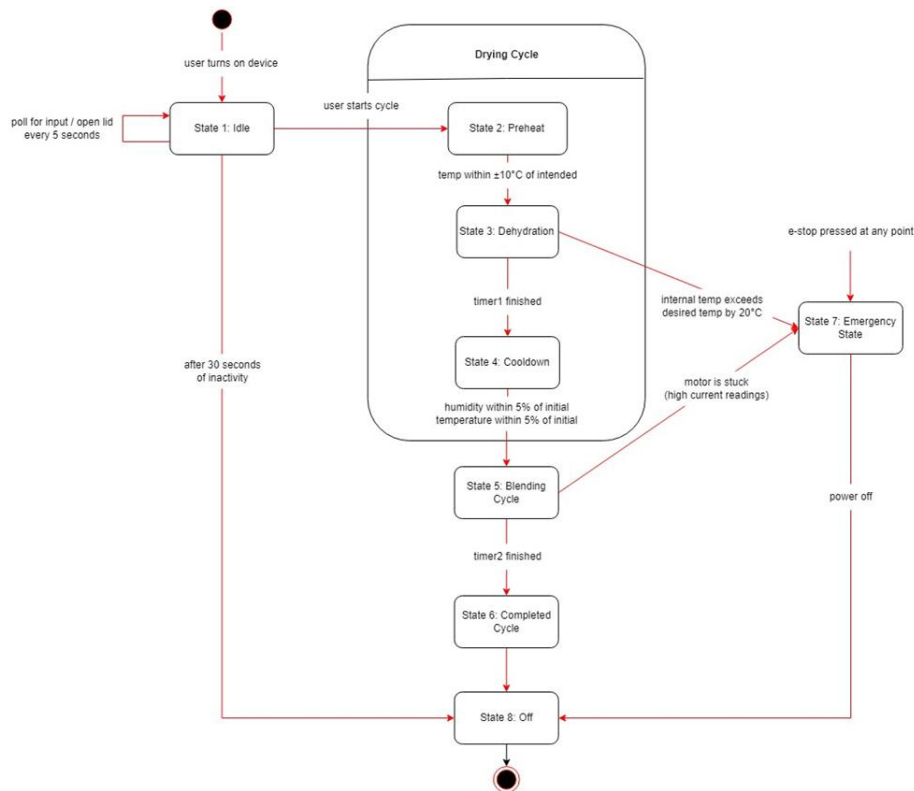 Drying Cycle
user turns on device
poll for input / open lid
every 5 seconds
State 1: Idle
user starts cycle
State 2: Preheat
temp within ±10°C of intended
State 3: Dehydration
e-stop pressed at any point
timer1 finished
internal temp exceeds
desired temp by 20°C
State 7: Emergency
State
State 4: Cooldown
after 30 seconds
of inactivity
motor is stuck
(high current readings)
humidity within 5% of initial
temperature within 5% of initial
State 5: Blending
Cycle
power off
timer2 finished
State 6: Completed
Cycle
State 8: Off